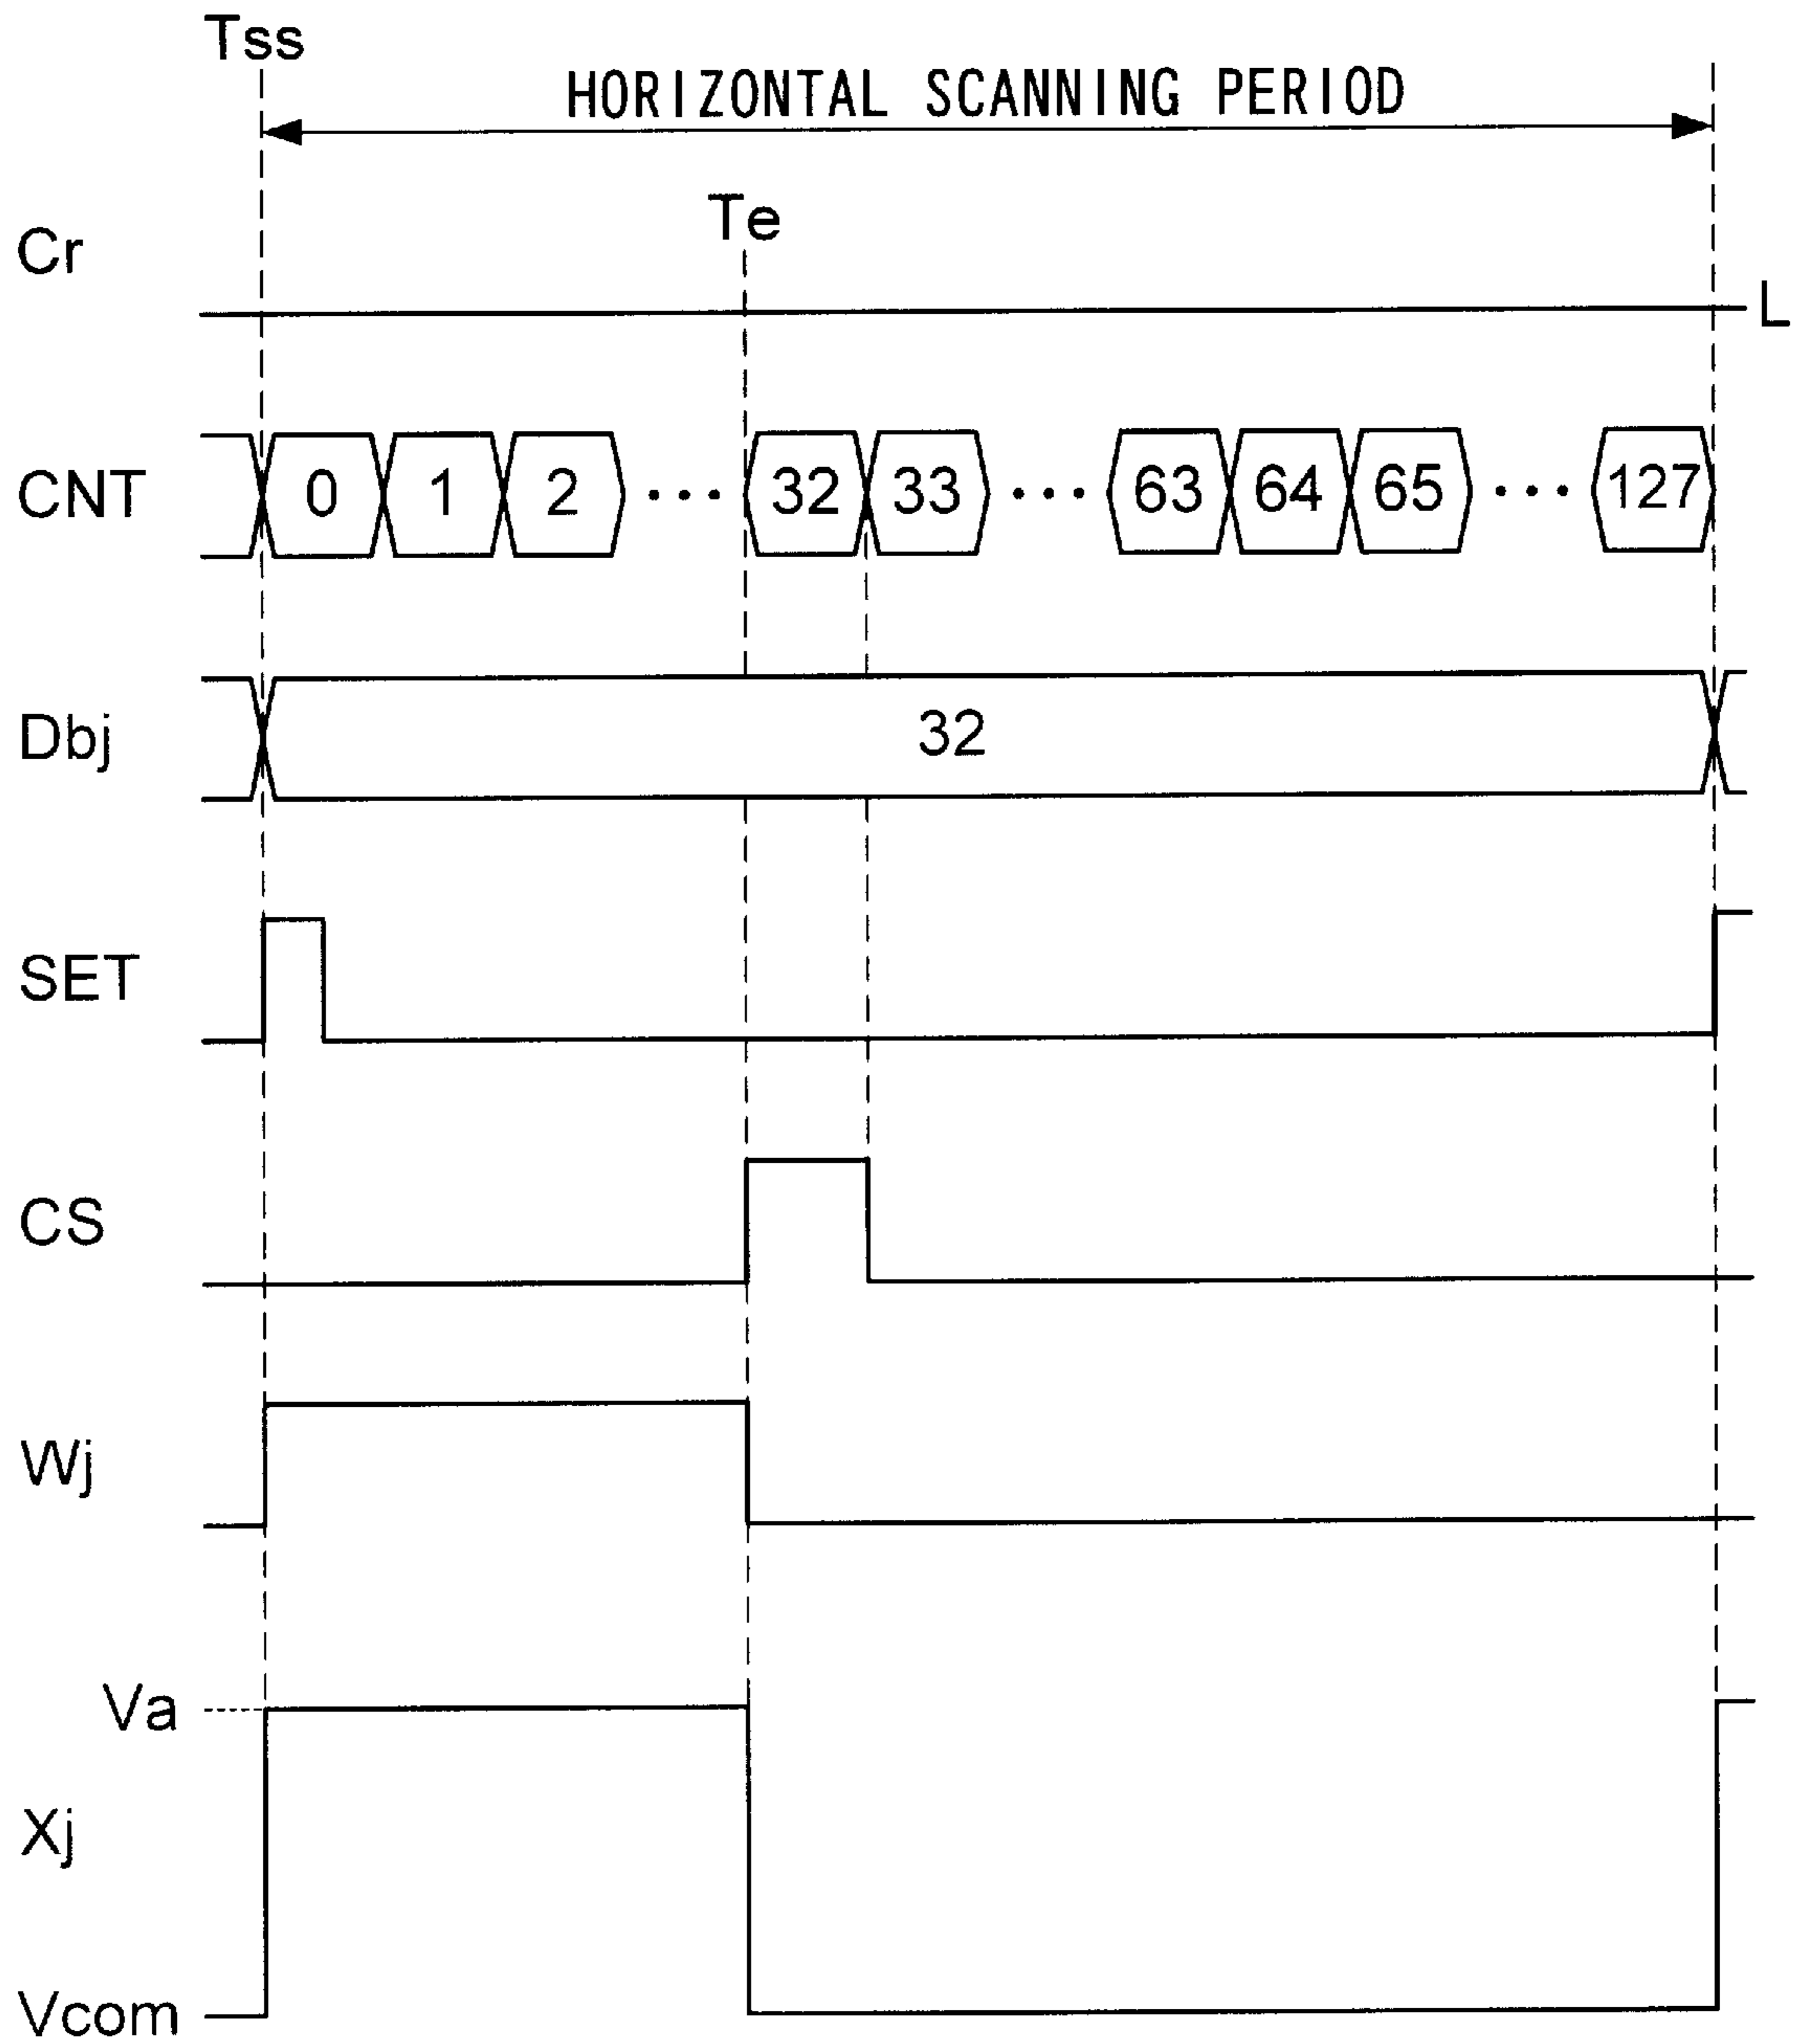 Tss
HORIZONTAL SCANNING PERIOD
Te
Cr
L
CNT 0 1 2 ••• 32 33 ••• 63 64 65 ••• 127
Dbj 32
SET
CS
Wj
Va
Xj
Vcom